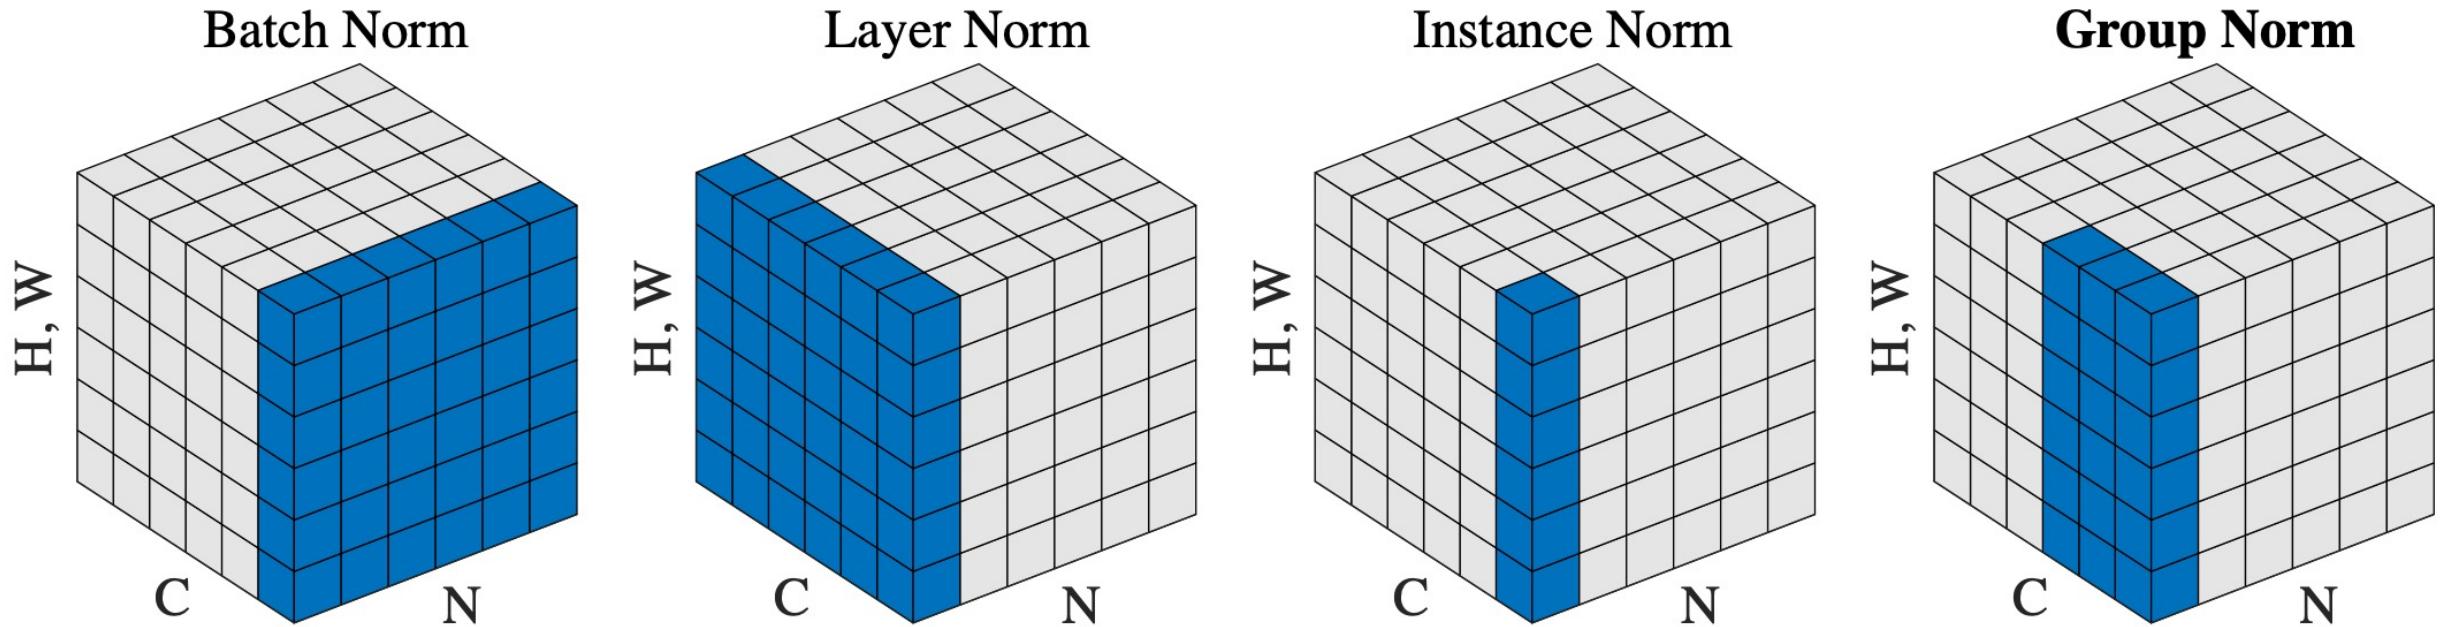 Batch Norm
H, W
C
N
Layer Norm
H, W
C
N
Instance Norm
H, W
C
N
Group Norm
H, W
C
N